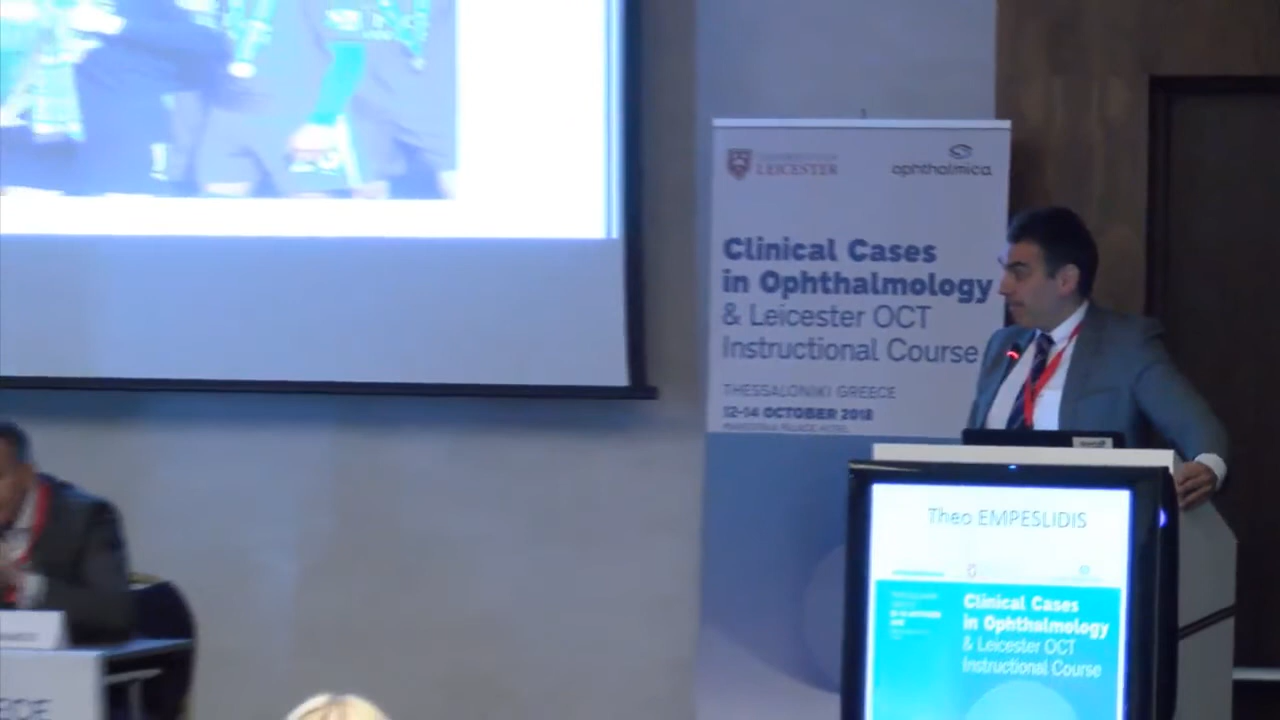 LEICESTER
ophthalmica
Clinical Cases
in Ophthalmology
& Leicester OCT
Instructional Course
THESSALONIKI GREECE
12-14 OCTOBER 2018
Theo EMPESLIDIS
Clinical Cases
in Ophthalmology
& Leicester OCT
Instructional Course